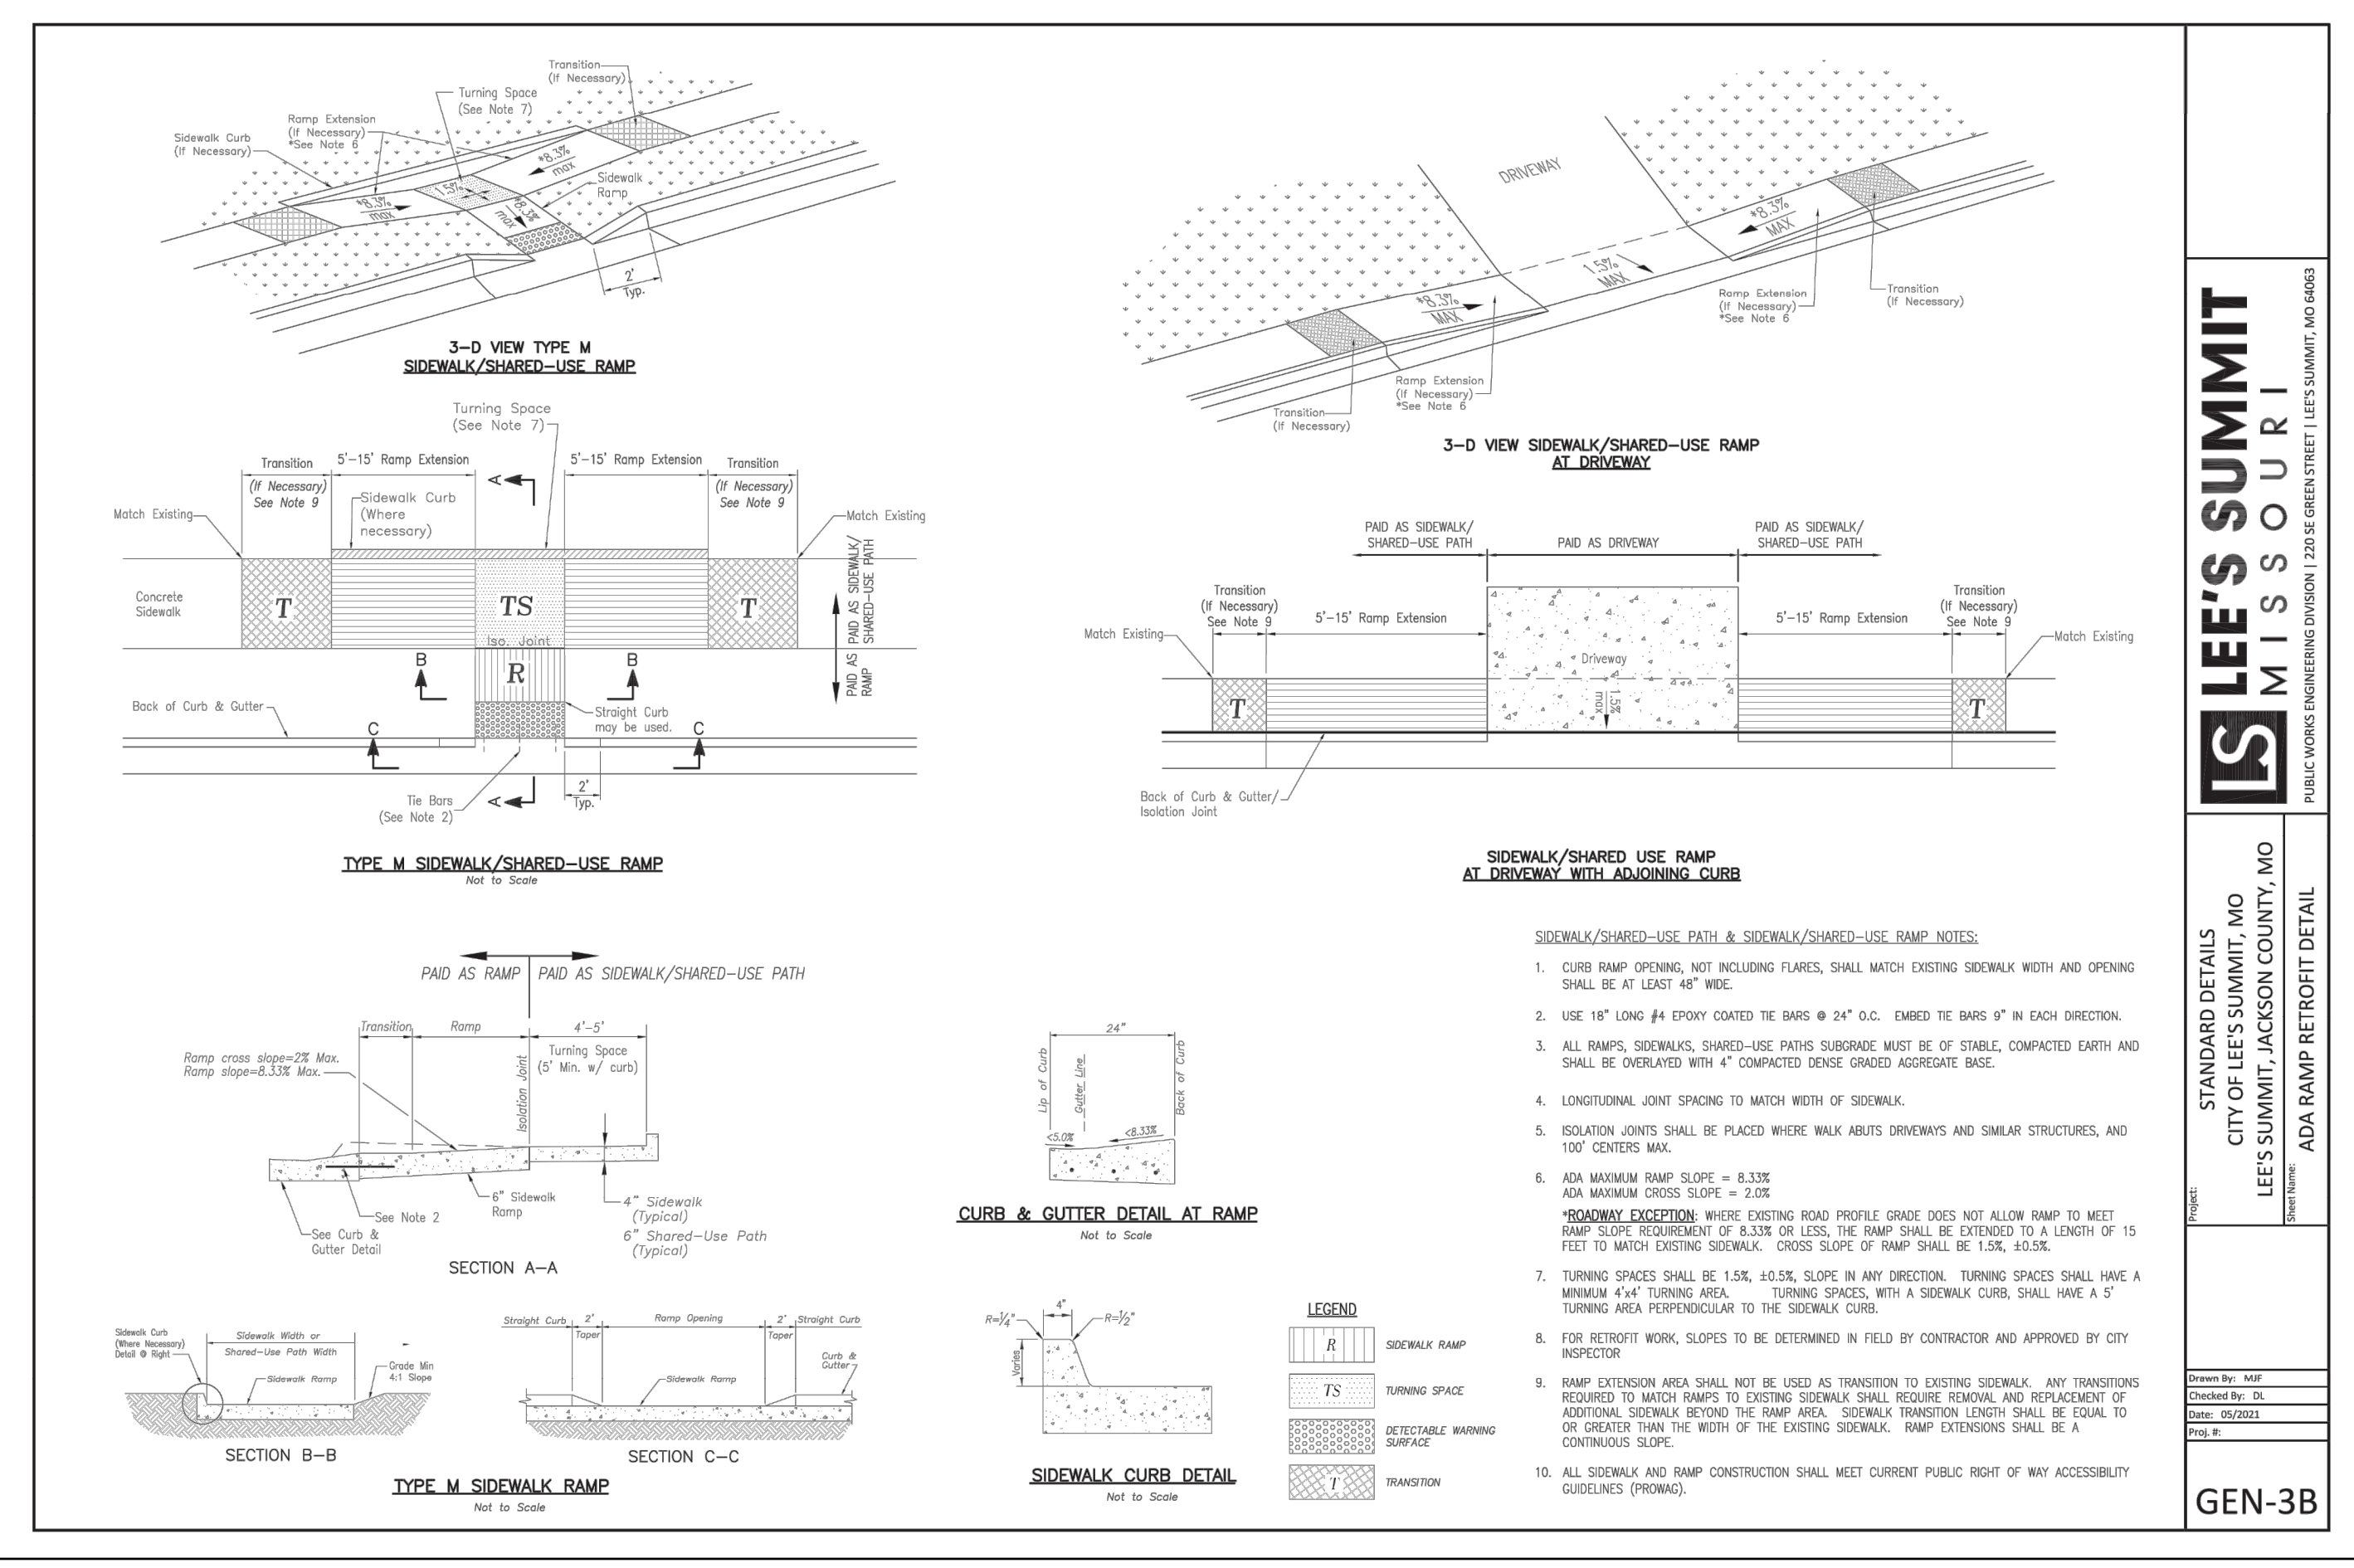 Transition
(If Necessary)
Turning Space
(See Note 7)
Ramp Extension
(If Necessary)
*See Note 6
Sidewalk Curb
(If Necessary)
*8.3%
max
1.5%
*8.3%
max
*8.3%
max
Sidewalk
Ramp
2'
Typ.
3-D VIEW TYPE M
SIDEWALK/SHARED-USE RAMP
DRIVEWAY
*8.3%
MAX
1.5%
MAX
*8.3%
MAX
Ramp Extension
(If Necessary)
*See Note 6
Transition
(If Necessary)
Ramp Extension
(If Necessary)
*See Note 6
Transition
(If Necessary)
3-D VIEW SIDEWALK/SHARED-USE RAMP
AT DRIVEWAY
Turning Space
(See Note 7)
Transition
5'-15' Ramp Extension
A
5'-15' Ramp Extension
Transition
(If Necessary)
See Note 9
(If Necessary)
See Note 9
Sidewalk Curb
(Where
necessary)
Match Existing
Match Existing
Concrete
Sidewalk
T
TS
T
Iso. Joint
PAID AS SIDEWALK/
SHARED-USE PATH
PAID AS
RAMP
B
R
B
Back of Curb & Gutter
Straight Curb
may be used.
C
C
2'
Typ.
Tie Bars
(See Note 2)
A
TYPE M SIDEWALK/SHARED-USE RAMP
Not to Scale
PAID AS SIDEWALK/
SHARED-USE PATH
PAID AS DRIVEWAY
PAID AS SIDEWALK/
SHARED-USE PATH
Transition
(If Necessary)
See Note 9
5'-15' Ramp Extension
5'-15' Ramp Extension
Transition
(If Necessary)
See Note 9
Match Existing
Match Existing
Driveway
1.5%
max
T
T
Back of Curb & Gutter/
Isolation Joint
SIDEWALK/SHARED USE RAMP
AT DRIVEWAY WITH ADJOINING CURB
PAID AS RAMP
PAID AS SIDEWALK/SHARED-USE PATH
Transition
Ramp
4'-5'
Turning Space
(5' Min. w/ curb)
Ramp cross slope=2% Max.
Ramp slope=8.33% Max.
Isolation Joint
6" Sidewalk
Ramp
See Note 2
See Curb &
Gutter Detail
4" Sidewalk
(Typical)
6" Shared-Use Path
(Typical)
SECTION A-A
24"
Lip of Curb
Gutter Line
Back of Curb
<5.0%
<8.33%
CURB & GUTTER DETAIL AT RAMP
Not to Scale
Sidewalk Curb
(Where Necessary)
Detail @ Right
Sidewalk Width or
Shared-Use Path Width
Sidewalk Ramp
Grade Min
4:1 Slope
SECTION B-B
Straight Curb
2'
Taper
Ramp Opening
2'
Taper
Straight Curb
Curb &
Gutter
Sidewalk Ramp
SECTION C-C
TYPE M SIDEWALK RAMP
Not to Scale
4"
R=1/4"
R=1/2"
Varies
SIDEWALK CURB DETAIL
Not to Scale
LEGEND
R
SIDEWALK RAMP
TS
TURNING SPACE
DETECTABLE WARNING
SURFACE
T
TRANSITION
SIDEWALK/SHARED-USE PATH & SIDEWALK/SHARED-USE RAMP NOTES:
1. CURB RAMP OPENING, NOT INCLUDING FLARES, SHALL MATCH EXISTING SIDEWALK WIDTH AND OPENING
SHALL BE AT LEAST 48" WIDE.
2. USE 18" LONG #4 EPOXY COATED TIE BARS @ 24" O.C. EMBED TIE BARS 9" IN EACH DIRECTION.
3. ALL RAMPS, SIDEWALKS, SHARED-USE PATHS SUBGRADE MUST BE OF STABLE, COMPACTED EARTH AND
SHALL BE OVERLAYED WITH 4" COMPACTED DENSE GRADED AGGREGATE BASE.
4. LONGITUDINAL JOINT SPACING TO MATCH WIDTH OF SIDEWALK.
5. ISOLATION JOINTS SHALL BE PLACED WHERE WALK ABUTS DRIVEWAYS AND SIMILAR STRUCTURES, AND
100' CENTERS MAX.
6. ADA MAXIMUM RAMP SLOPE = 8.33%
ADA MAXIMUM CROSS SLOPE = 2.0%
*ROADWAY EXCEPTION: WHERE EXISTING ROAD PROFILE GRADE DOES NOT ALLOW RAMP TO MEET
RAMP SLOPE REQUIREMENT OF 8.33% OR LESS, THE RAMP SHALL BE EXTENDED TO A LENGTH OF 15
FEET TO MATCH EXISTING SIDEWALK. CROSS SLOPE OF RAMP SHALL BE 1.5%, ±0.5%.
7. TURNING SPACES SHALL BE 1.5%, ±0.5%, SLOPE IN ANY DIRECTION. TURNING SPACES SHALL HAVE A
MINIMUM 4'x4' TURNING AREA. TURNING SPACES, WITH A SIDEWALK CURB, SHALL HAVE A 5'
TURNING AREA PERPENDICULAR TO THE SIDEWALK CURB.
8. FOR RETROFIT WORK, SLOPES TO BE DETERMINED IN FIELD BY CONTRACTOR AND APPROVED BY CITY
INSPECTOR
9. RAMP EXTENSION AREA SHALL NOT BE USED AS TRANSITION TO EXISTING SIDEWALK. ANY TRANSITIONS
REQUIRED TO MATCH RAMPS TO EXISTING SIDEWALK SHALL REQUIRE REMOVAL AND REPLACEMENT OF
ADDITIONAL SIDEWALK BEYOND THE RAMP AREA. SIDEWALK TRANSITION LENGTH SHALL BE EQUAL TO
OR GREATER THAN THE WIDTH OF THE EXISTING SIDEWALK. RAMP EXTENSIONS SHALL BE A
CONTINUOUS SLOPE.
10. ALL SIDEWALK AND RAMP CONSTRUCTION SHALL MEET CURRENT PUBLIC RIGHT OF WAY ACCESSIBILITY
GUIDELINES (PROWAG).
LS
LEE'S SUMMIT
MISSOURI
PUBLIC WORKS ENGINEERING DIVISION | 220 SE GREEN STREET | LEE'S SUMMIT, MO 64063
Project:
STANDARD DETAILS
CITY OF LEE'S SUMMIT, MO
LEE'S SUMMIT, JACKSON COUNTY, MO
Sheet Name:
ADA RAMP RETROFIT DETAIL
Drawn By: MJF
Checked By: DL
Date: 05/2021
Proj. #:
GEN-3B